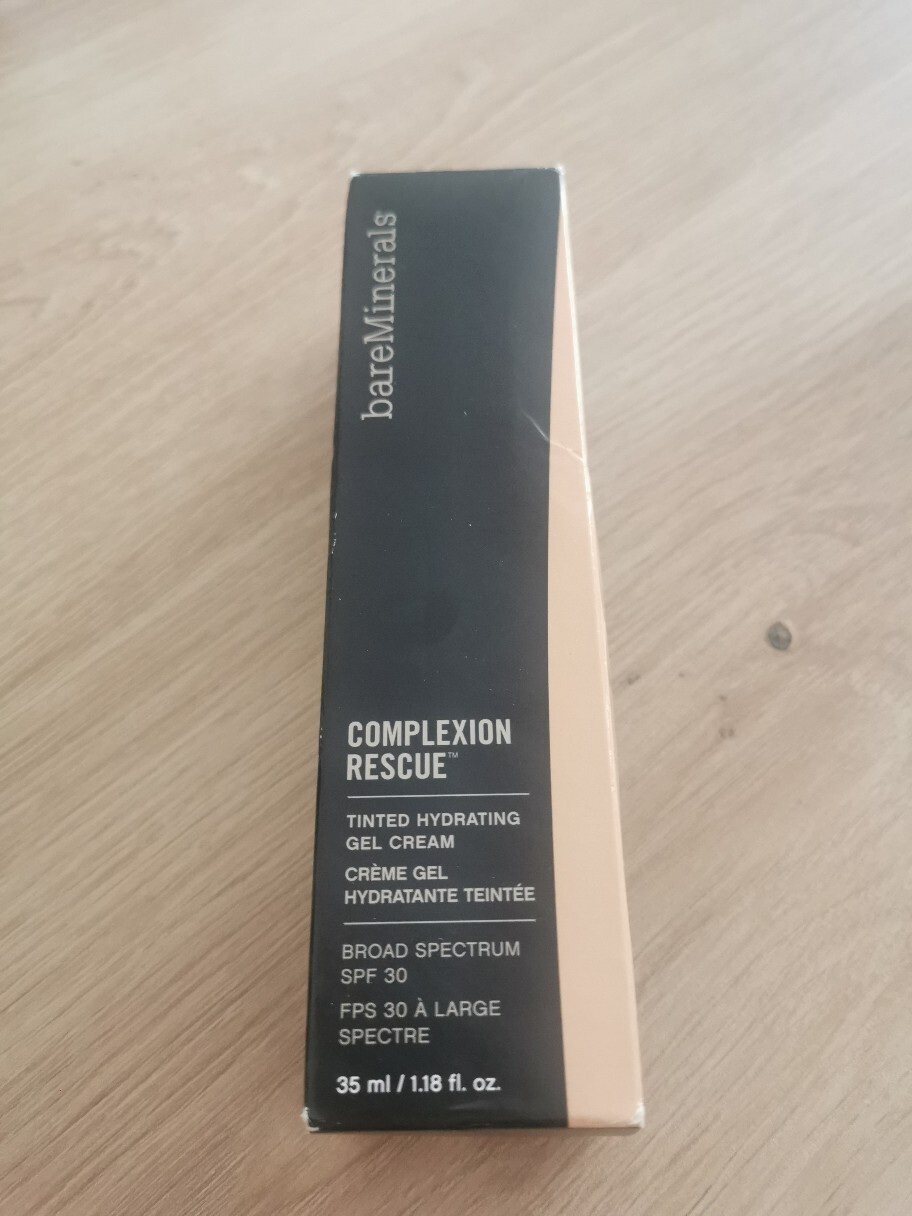 bareMinerals
COMPLEXION
RESCUE™
TINTED HYDRATING
GEL CREAM
CRÈME GEL
HYDRATANTE TEINTÉE
BROAD SPECTRUM
SPF 30
FPS 30 À LARGE
SPECTRE
35 ml / 1.18 fl. oz.